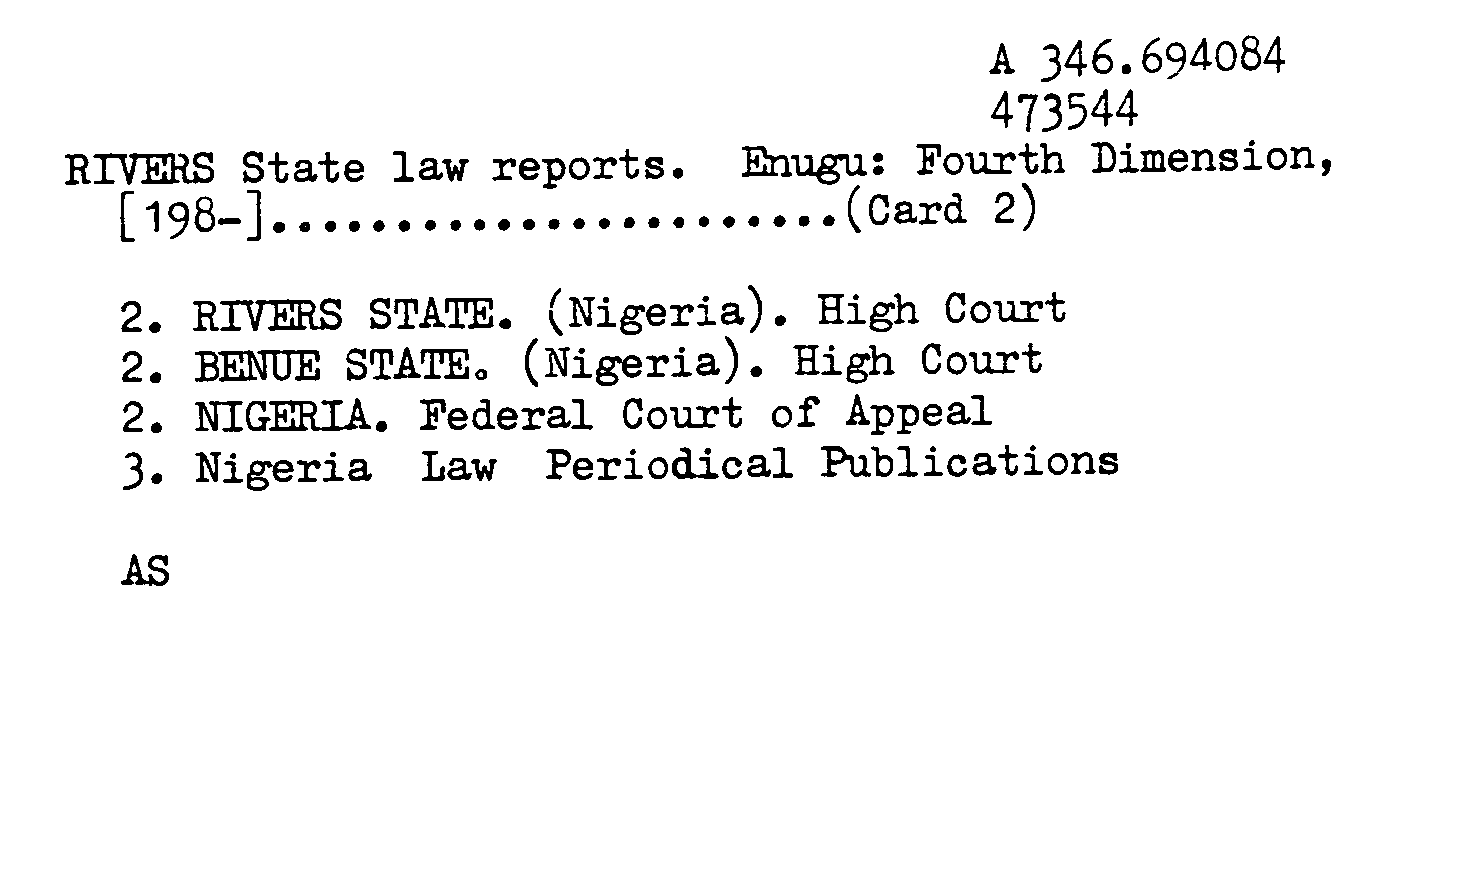 A 346.694084
473544
RIVERS State law reports. Enugu: Fourth Dimension,
[198-]......................(Card 2)
2. RIVERS STATE. (Nigeria). High Court
2. BENUE STATE. (Nigeria). High Court
2. NIGERIA. Federal Court of Appeal
3. Nigeria Law Periodical Publications
AS